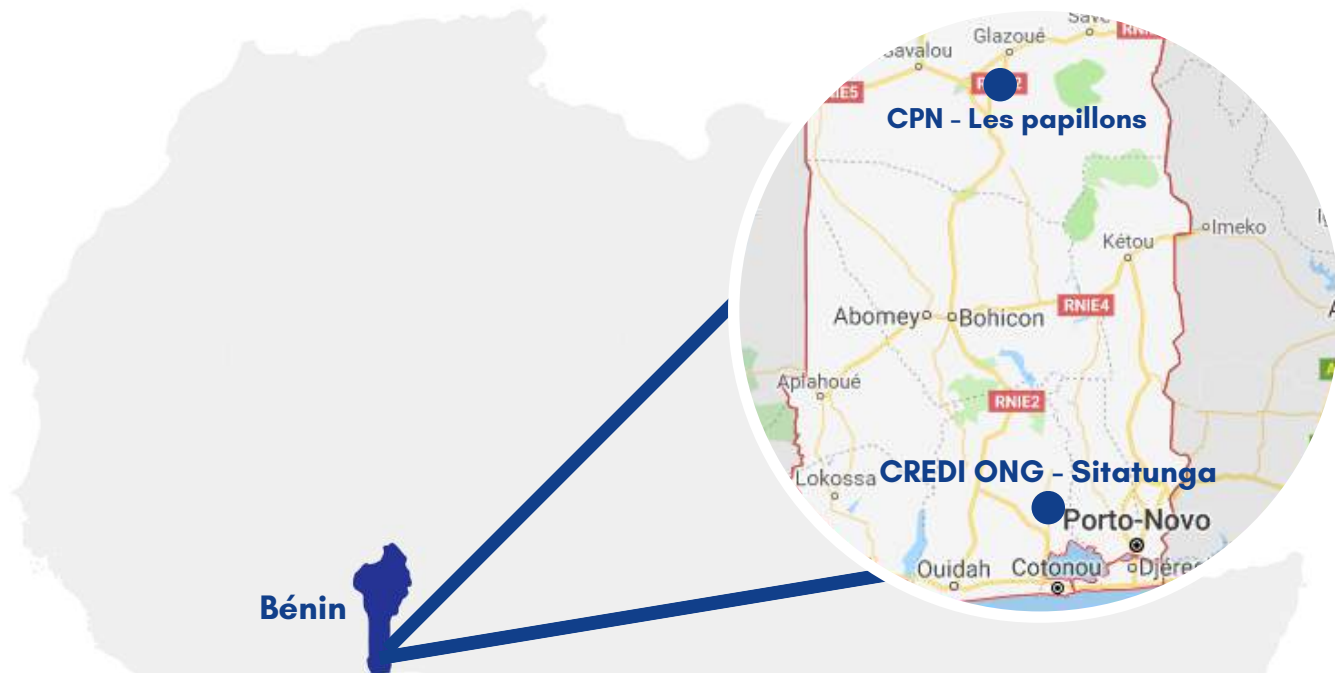 Savè
Glazoué
Savalou
CPN - Les papillons
Imeko
Kétou
RNIE4
Abomey
Bohicon
Aplahoué
RNIE2
CREDI ONG - Sitatunga
Lokossa
Porto-Novo
Ouidah
Cotonou
Bénin